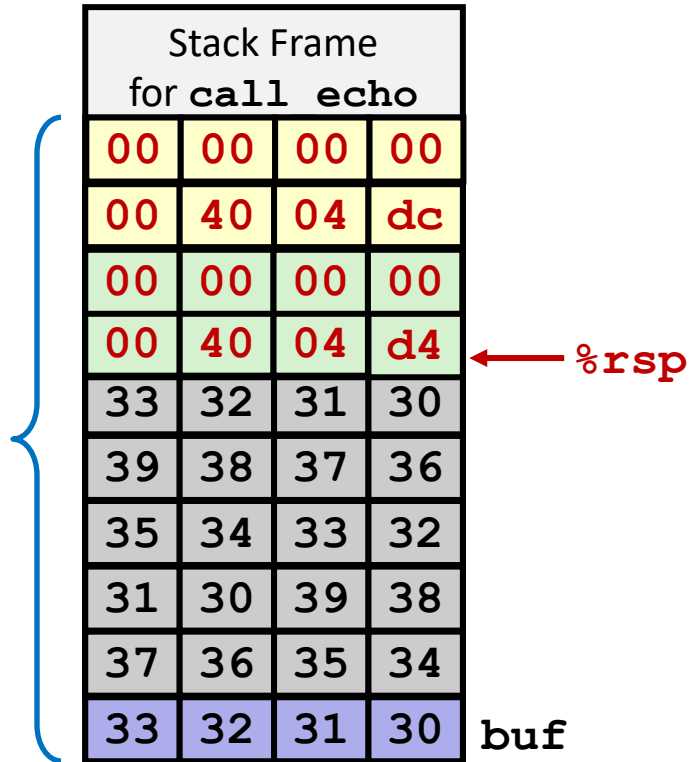 Stack Frame
for call echo
00 00 00 00
00 40 04 dc
00 00 00 00
00 40 04 d4
%rsp
33 32 31 30
39 38 37 36
35 34 33 32
31 30 39 38
37 36 35 34
33 32 31 30
buf